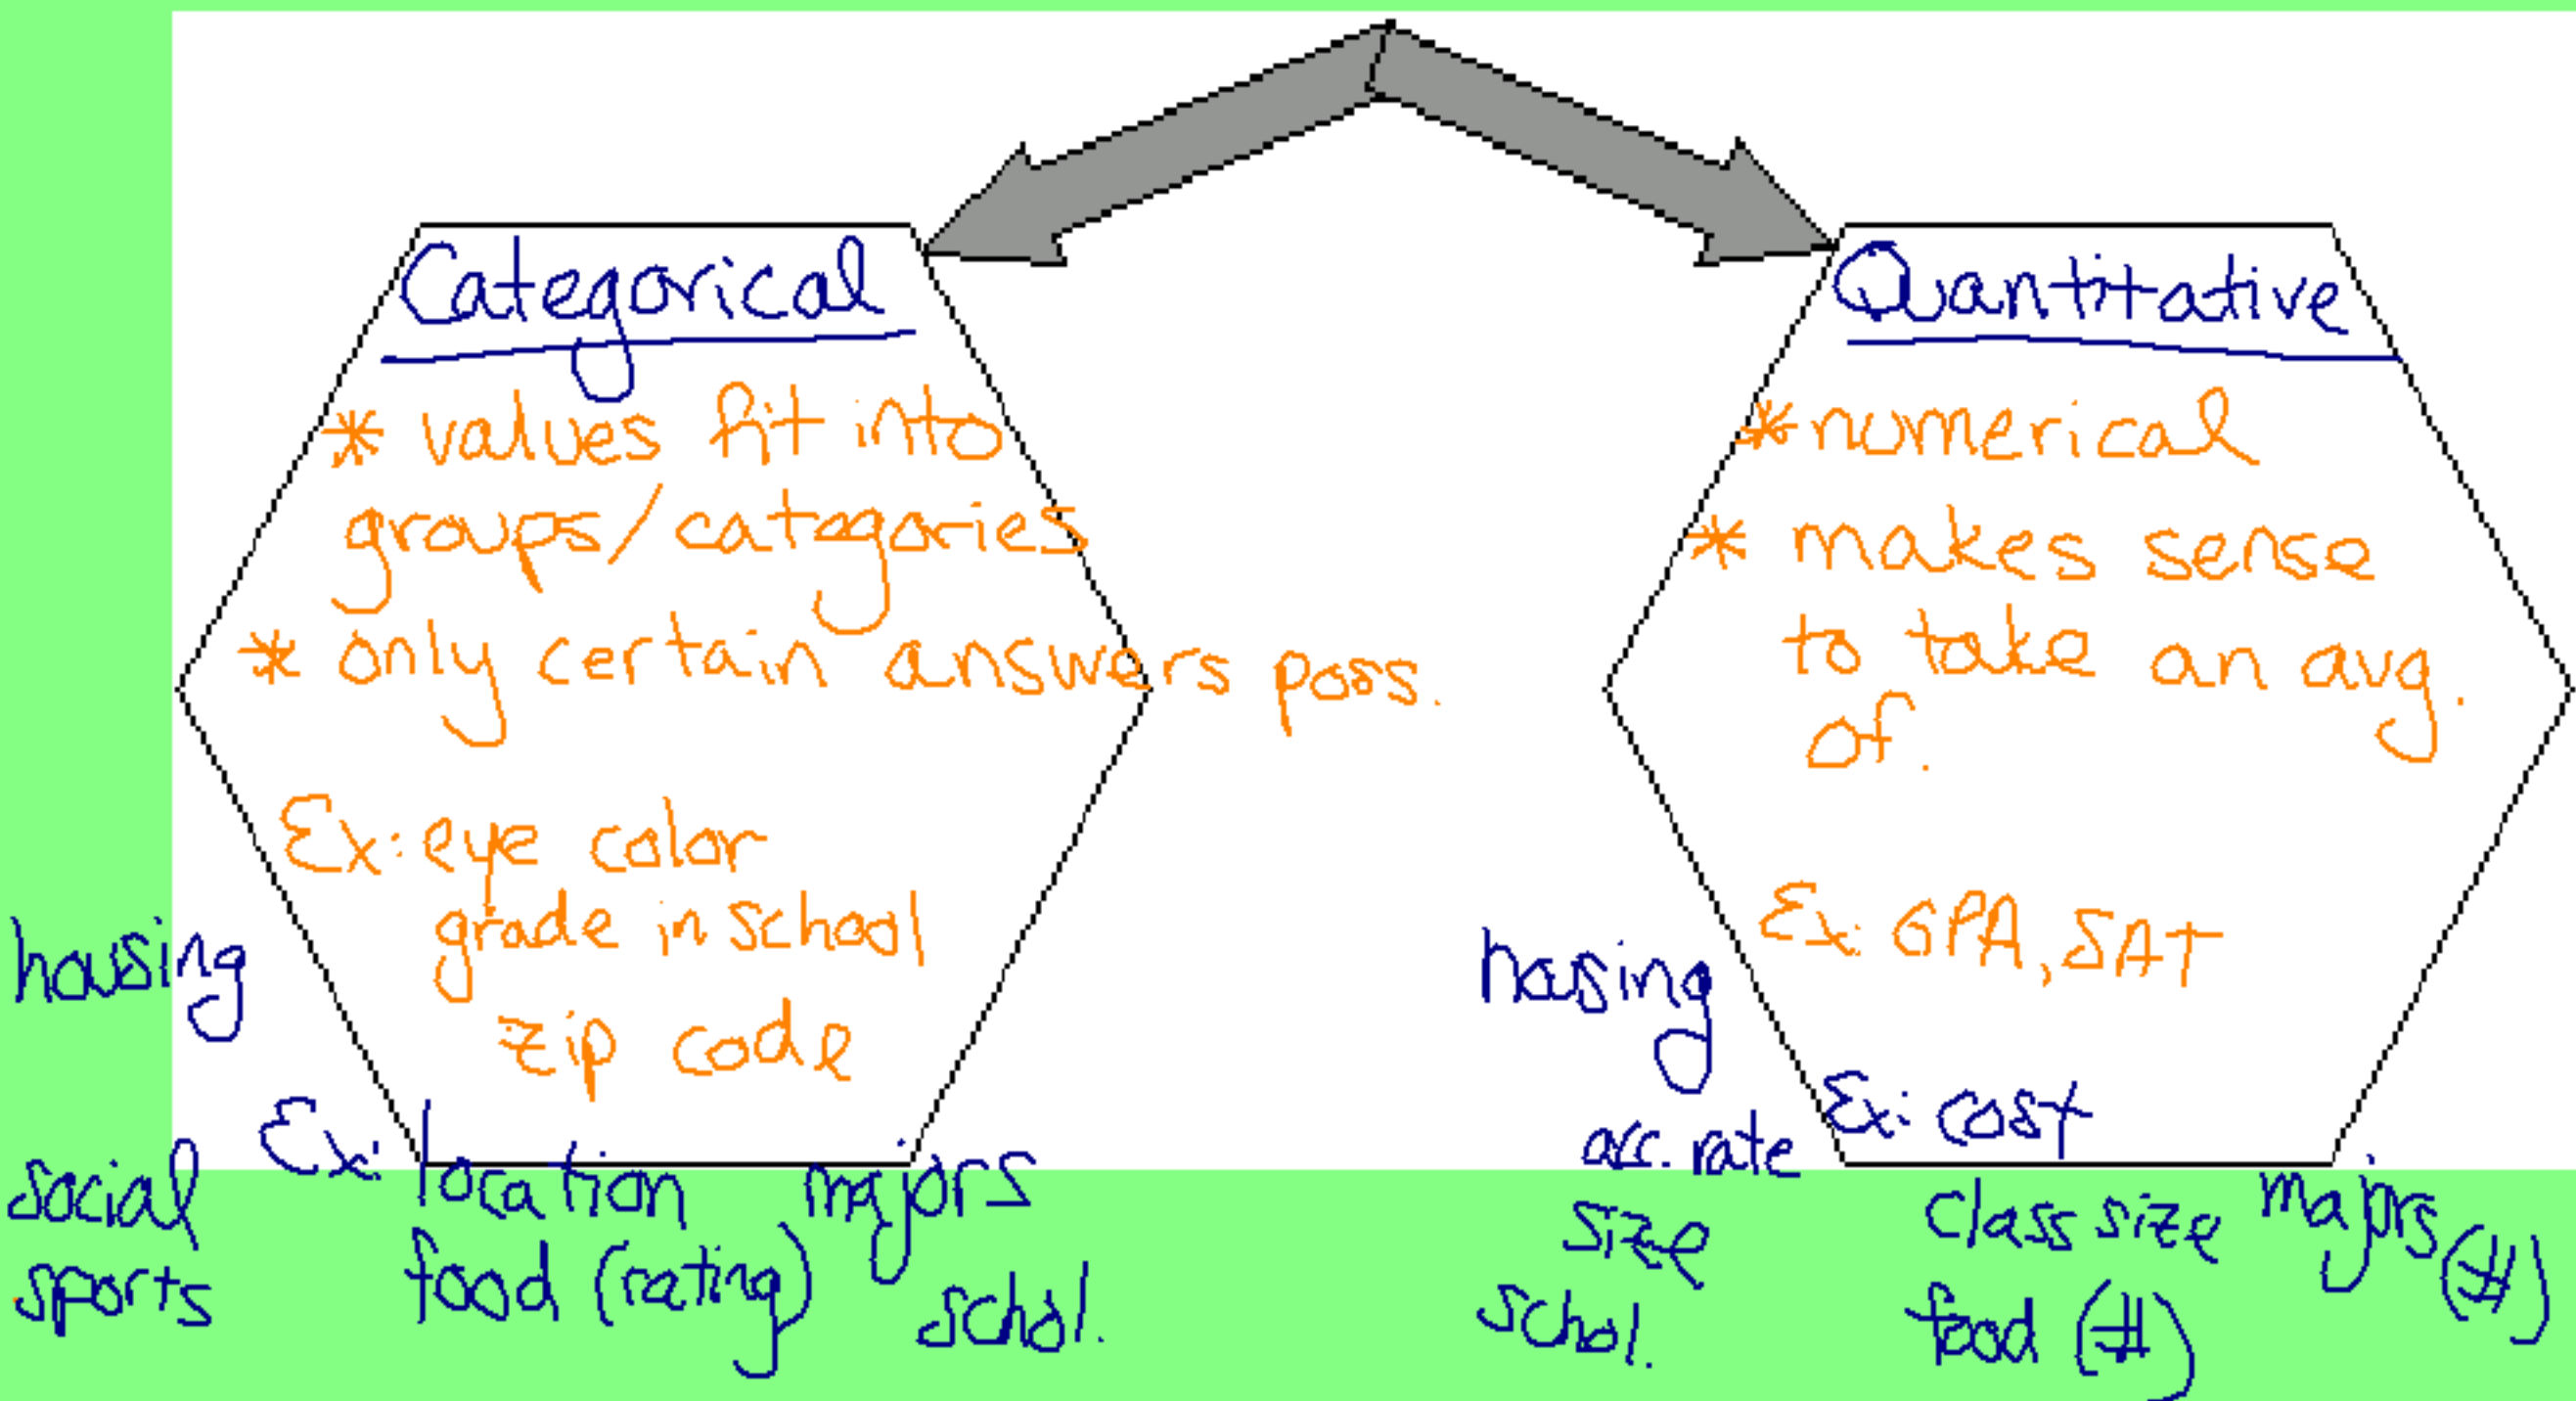 Categorical
* values fit into
groups/categories
* only certain answers poss.
Ex: eye color
grade in school
zip code
housing
social
sports
Ex: location majors
food (rating) schol.
Quantitative
* numerical
* makes sense
to take an avg.
of.
Ex: GPA, SAT
housing
acc. rate
size
schol.
Ex: cost
class size majors (#)
food (#)